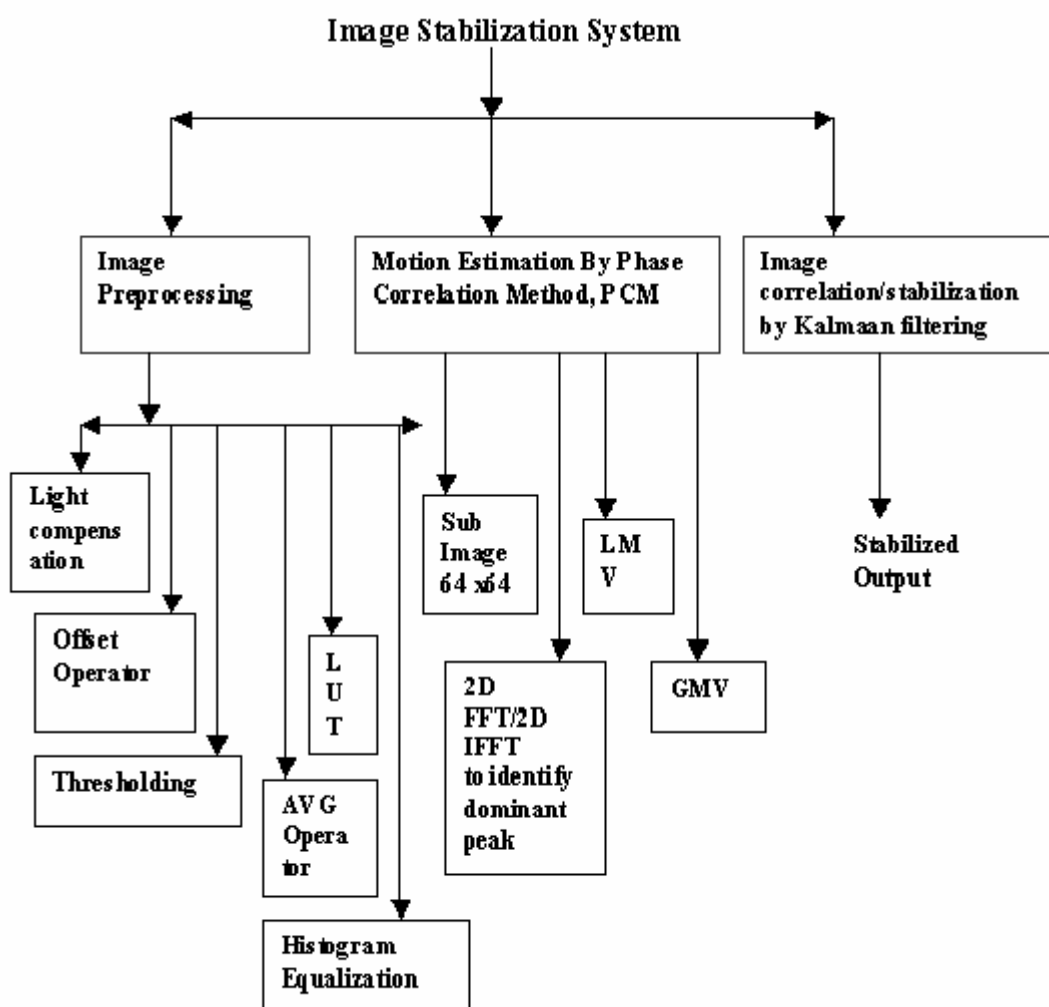 Image Stabilization System
Image
Preprocessing
Motion Estimation By Phase
Correlation Method, PCM
Image
correlation/stabilization
by Kalmaan filtering
Light
compens
ation
Offset
Operator
Thresholding
L
U
T
AVG
Opera
tor
Histogram
Equalization
Sub
Image
64 x64
2D
FFT/2D
IFFT
to identify
dominant
peak
LM
V
GMV
Stabilized
Output